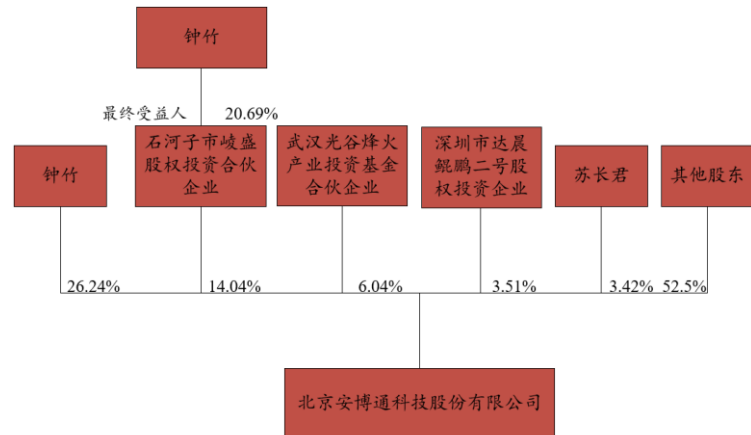 钟竹
最终受益人 20.69%
钟竹
石河子市崚盛
股权投资合伙
企业
武汉光谷烽火
产业投资基金
合伙企业
深圳市达晨
鲲鹏二号股
权投资企业
苏长君
其他股东
26.24%
14.04%
6.04%
3.51%
3.42%
52.5%
北京安博通科技股份有限公司